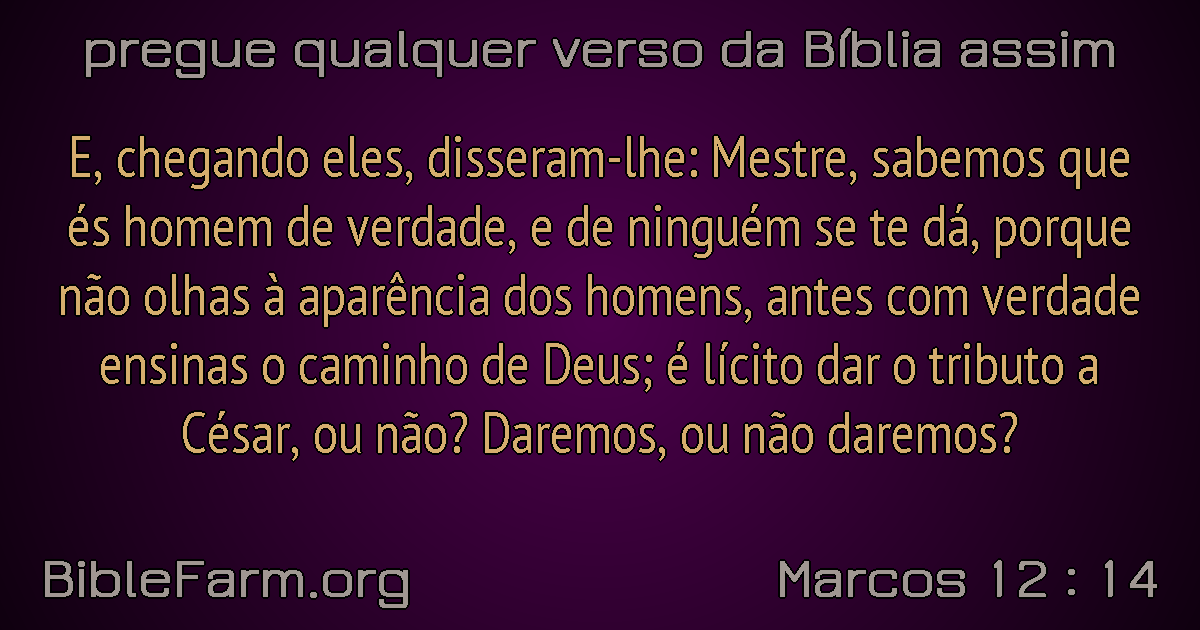 pregue qualquer verso da Bíblia assim
E, chegando eles, disseram-lhe: Mestre, sabemos que
és homem de verdade, e de ninguém se te dá, porque
não olhas à aparência dos homens, antes com verdade
ensinas o caminho de Deus; é lícito dar o tributo a
César, ou não? Daremos, ou não daremos?
BibleFarm.org
Marcos 12 : 14